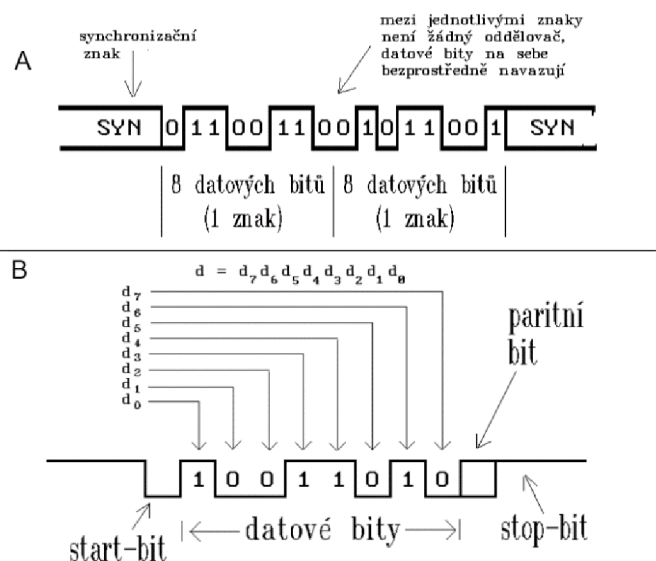 A
synchronizační
znak
mezi jednotlivými znaky
není žádný oddělovač,
datové bity na sebe
bezprostředně navazují
SYN 0 1 1 0 0 1 1 0 0 1 0 1 1 0 0 1 SYN
8 datových bitů
(1 znak)
8 datových bitů
(1 znak)
B
d = d7d6d5d4d3d2d1d0
d7
d6
d5
d4
d3
d2
d1
d0
paritní
bit
1 0 0 1 1 0 1 0
start-bit
datové bity
stop-bit